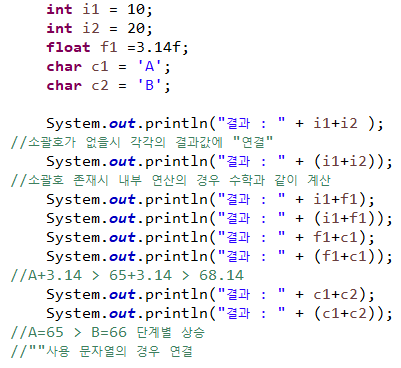 int i1 = 10;
int i2 = 20;
float f1 =3.14f;
char c1 = 'A';
char c2 = 'B';
System.out.println("결과 : " + i1+i2 );
//소괄호가 없을시 각각의 결과값에 "연결"
System.out.println("결과 : " + (i1+i2));
//소괄호 존재시 내부 연산의 경우 수학과 같이 계산
System.out.println("결과 : " + i1+f1);
System.out.println("결과 : " + (i1+f1));
System.out.println("결과 : " + f1+c1);
System.out.println("결과 : " + (f1+c1));
//A+3.14 > 65+3.14 > 68.14
System.out.println("결과 : " + c1+c2);
System.out.println("결과 : " + (c1+c2));
//A=65 > B=66 단계별 상승
//""사용 문자열의 경우 연결